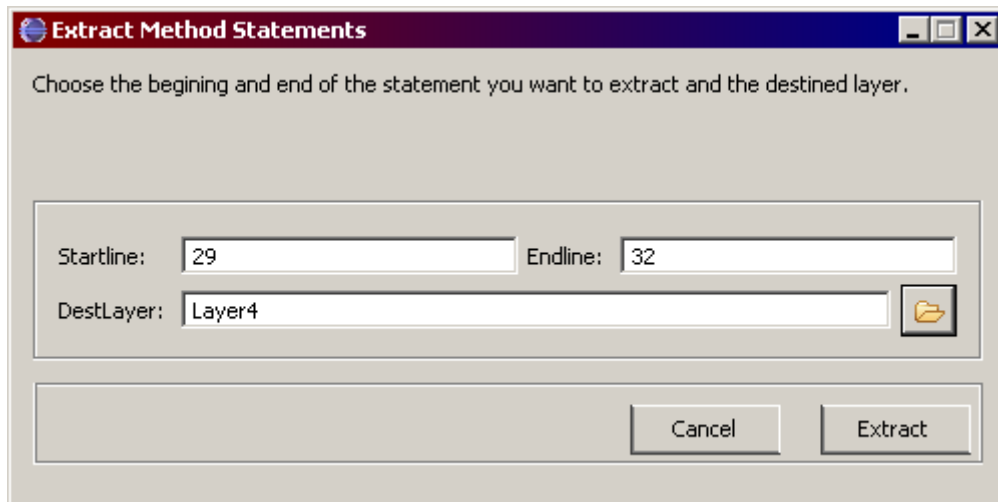 Extract Method Statements
Choose the begining and end of the statement you want to extract and the destined layer.
Startline: 29 Endline: 32
DestLayer: Layer4
Cancel Extract